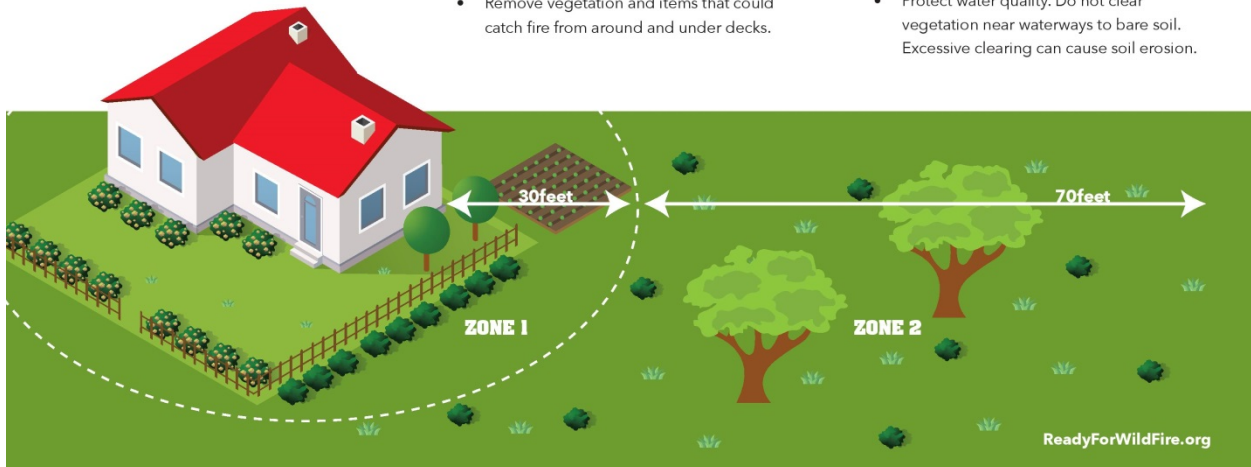 • Remove vegetation and items that could
catch fire from around and under decks.
• Protect water quality. Do not clear
vegetation near waterways to bare soil.
Excessive clearing can cause soil erosion.
30feet
70feet
ZONE 1
ZONE 2
ReadyForWildFire.org